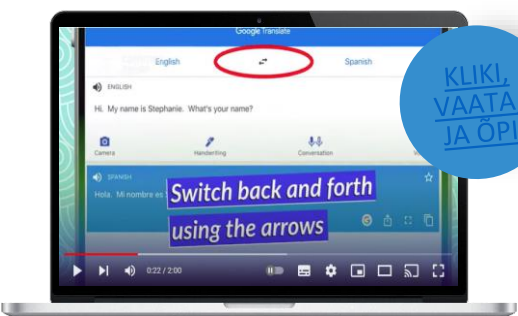 Google Translate
English
Spanish
ENGLISH
Hi. My name is Stephanie. What's your name?
Camera
Handwriting
Conversation
SPANISH
Hola. Mi nombre es
Switch back and forth
using the arrows
0:22 / 2:00
KLIKI,
VAATA
JA ÕPI